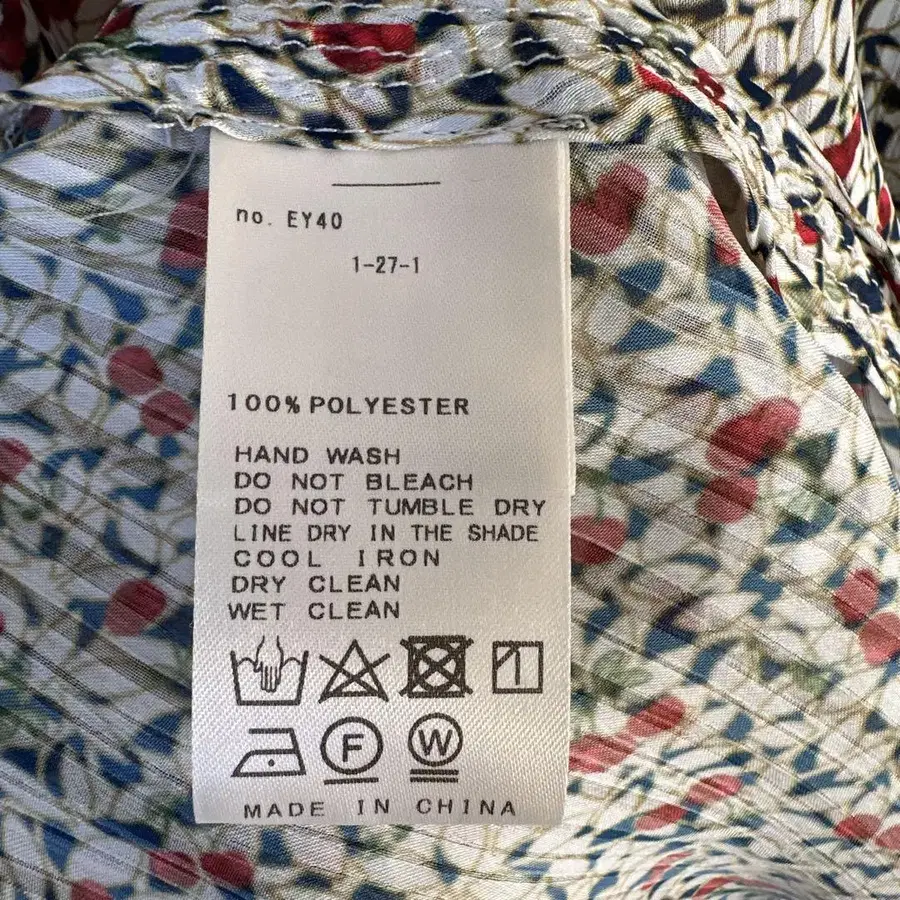 no. EY40
1-27-1
100% POLYESTER
HAND WASH
DO NOT BLEACH
DO NOT TUMBLE DRY
LINE DRY IN THE SHADE
COOL IRON
DRY CLEAN
WET CLEAN
F W
MADE IN CHINA